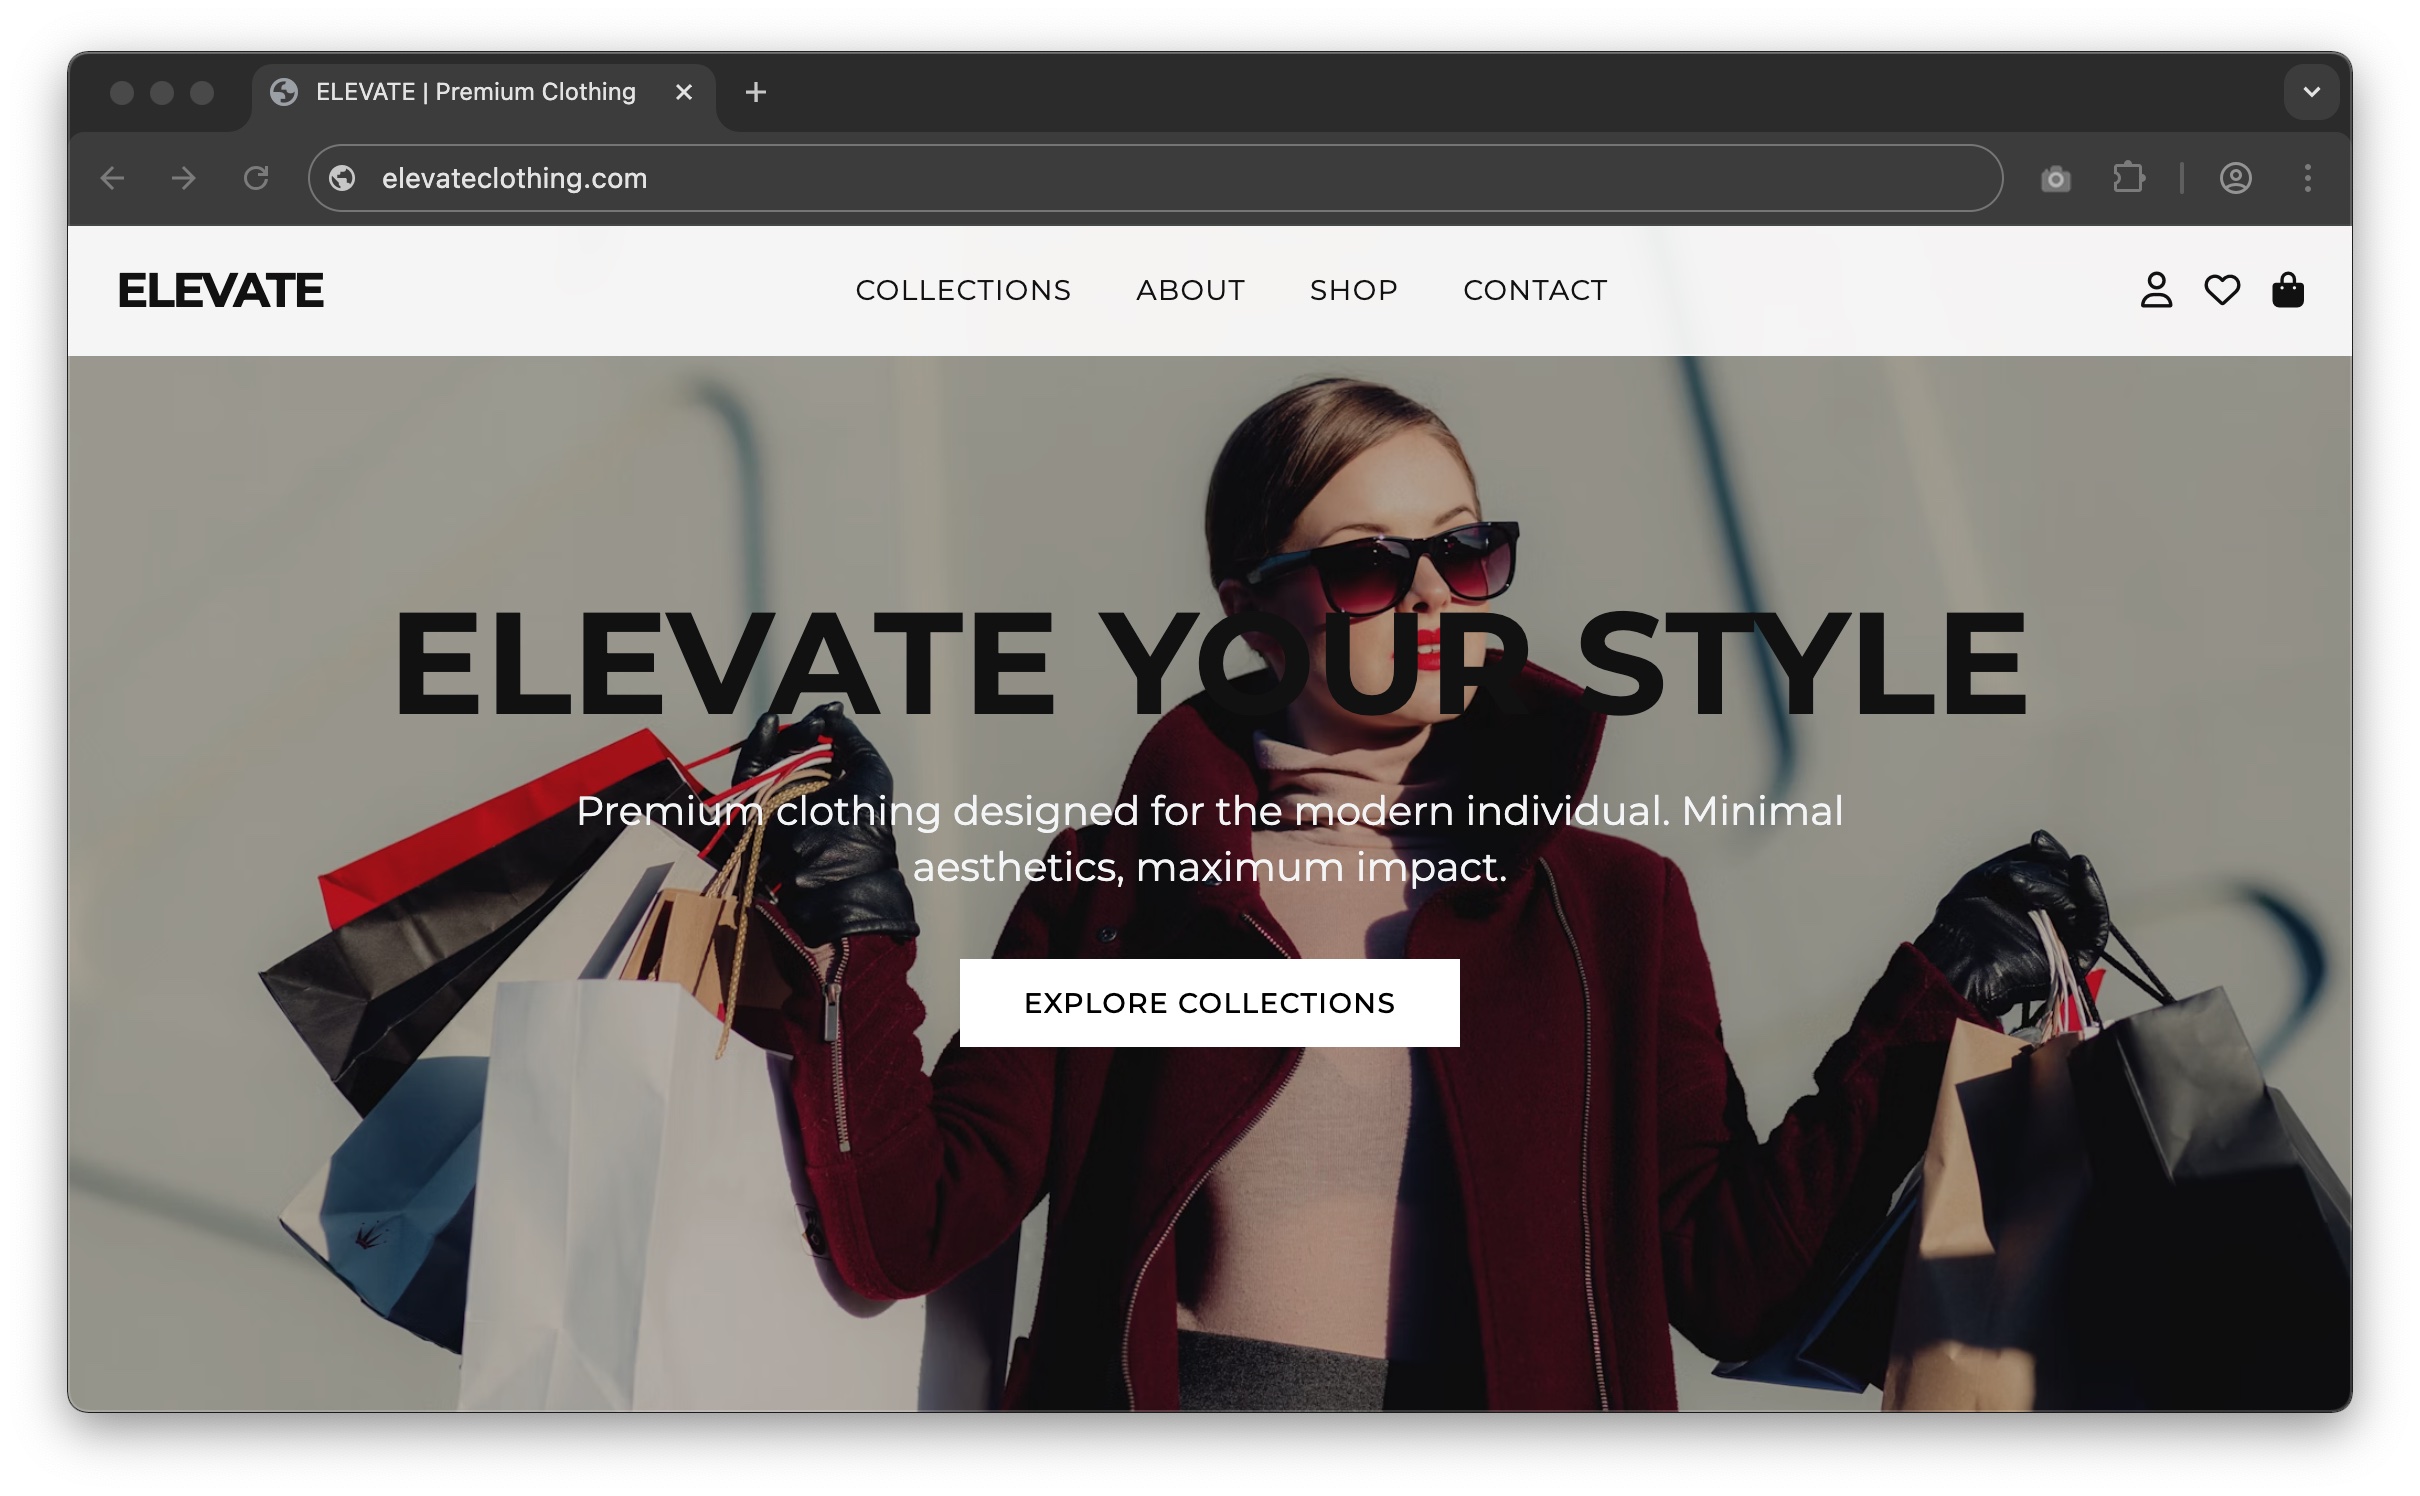 ELEVATE | Premium Clothing
elevateclothing.com
ELEVATE COLLECTIONS ABOUT SHOP CONTACT
ELEVATE YOUR STYLE
Premium clothing designed for the modern individual. Minimal
aesthetics, maximum impact.
EXPLORE COLLECTIONS